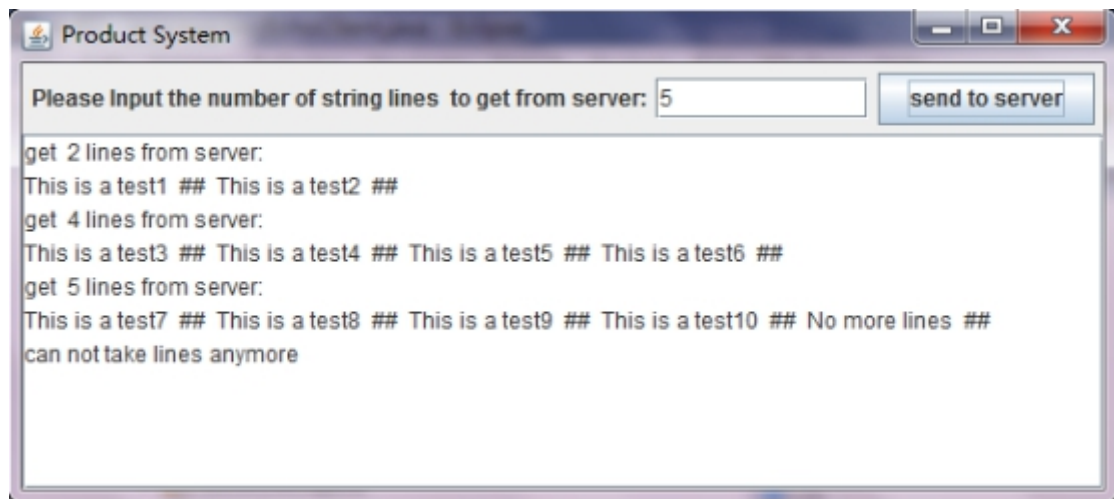 Product System
Please Input the number of string lines  to get from server: 5 send to server
get  2 lines from server:
This is a test1  ##  This is a test2  ##
get  4 lines from server:
This is a test3  ##  This is a test4  ##  This is a test5  ##  This is a test6  ##
get  5 lines from server:
This is a test7  ##  This is a test8  ##  This is a test9  ##  This is a test10  ##  No more lines  ##
can not take lines anymore